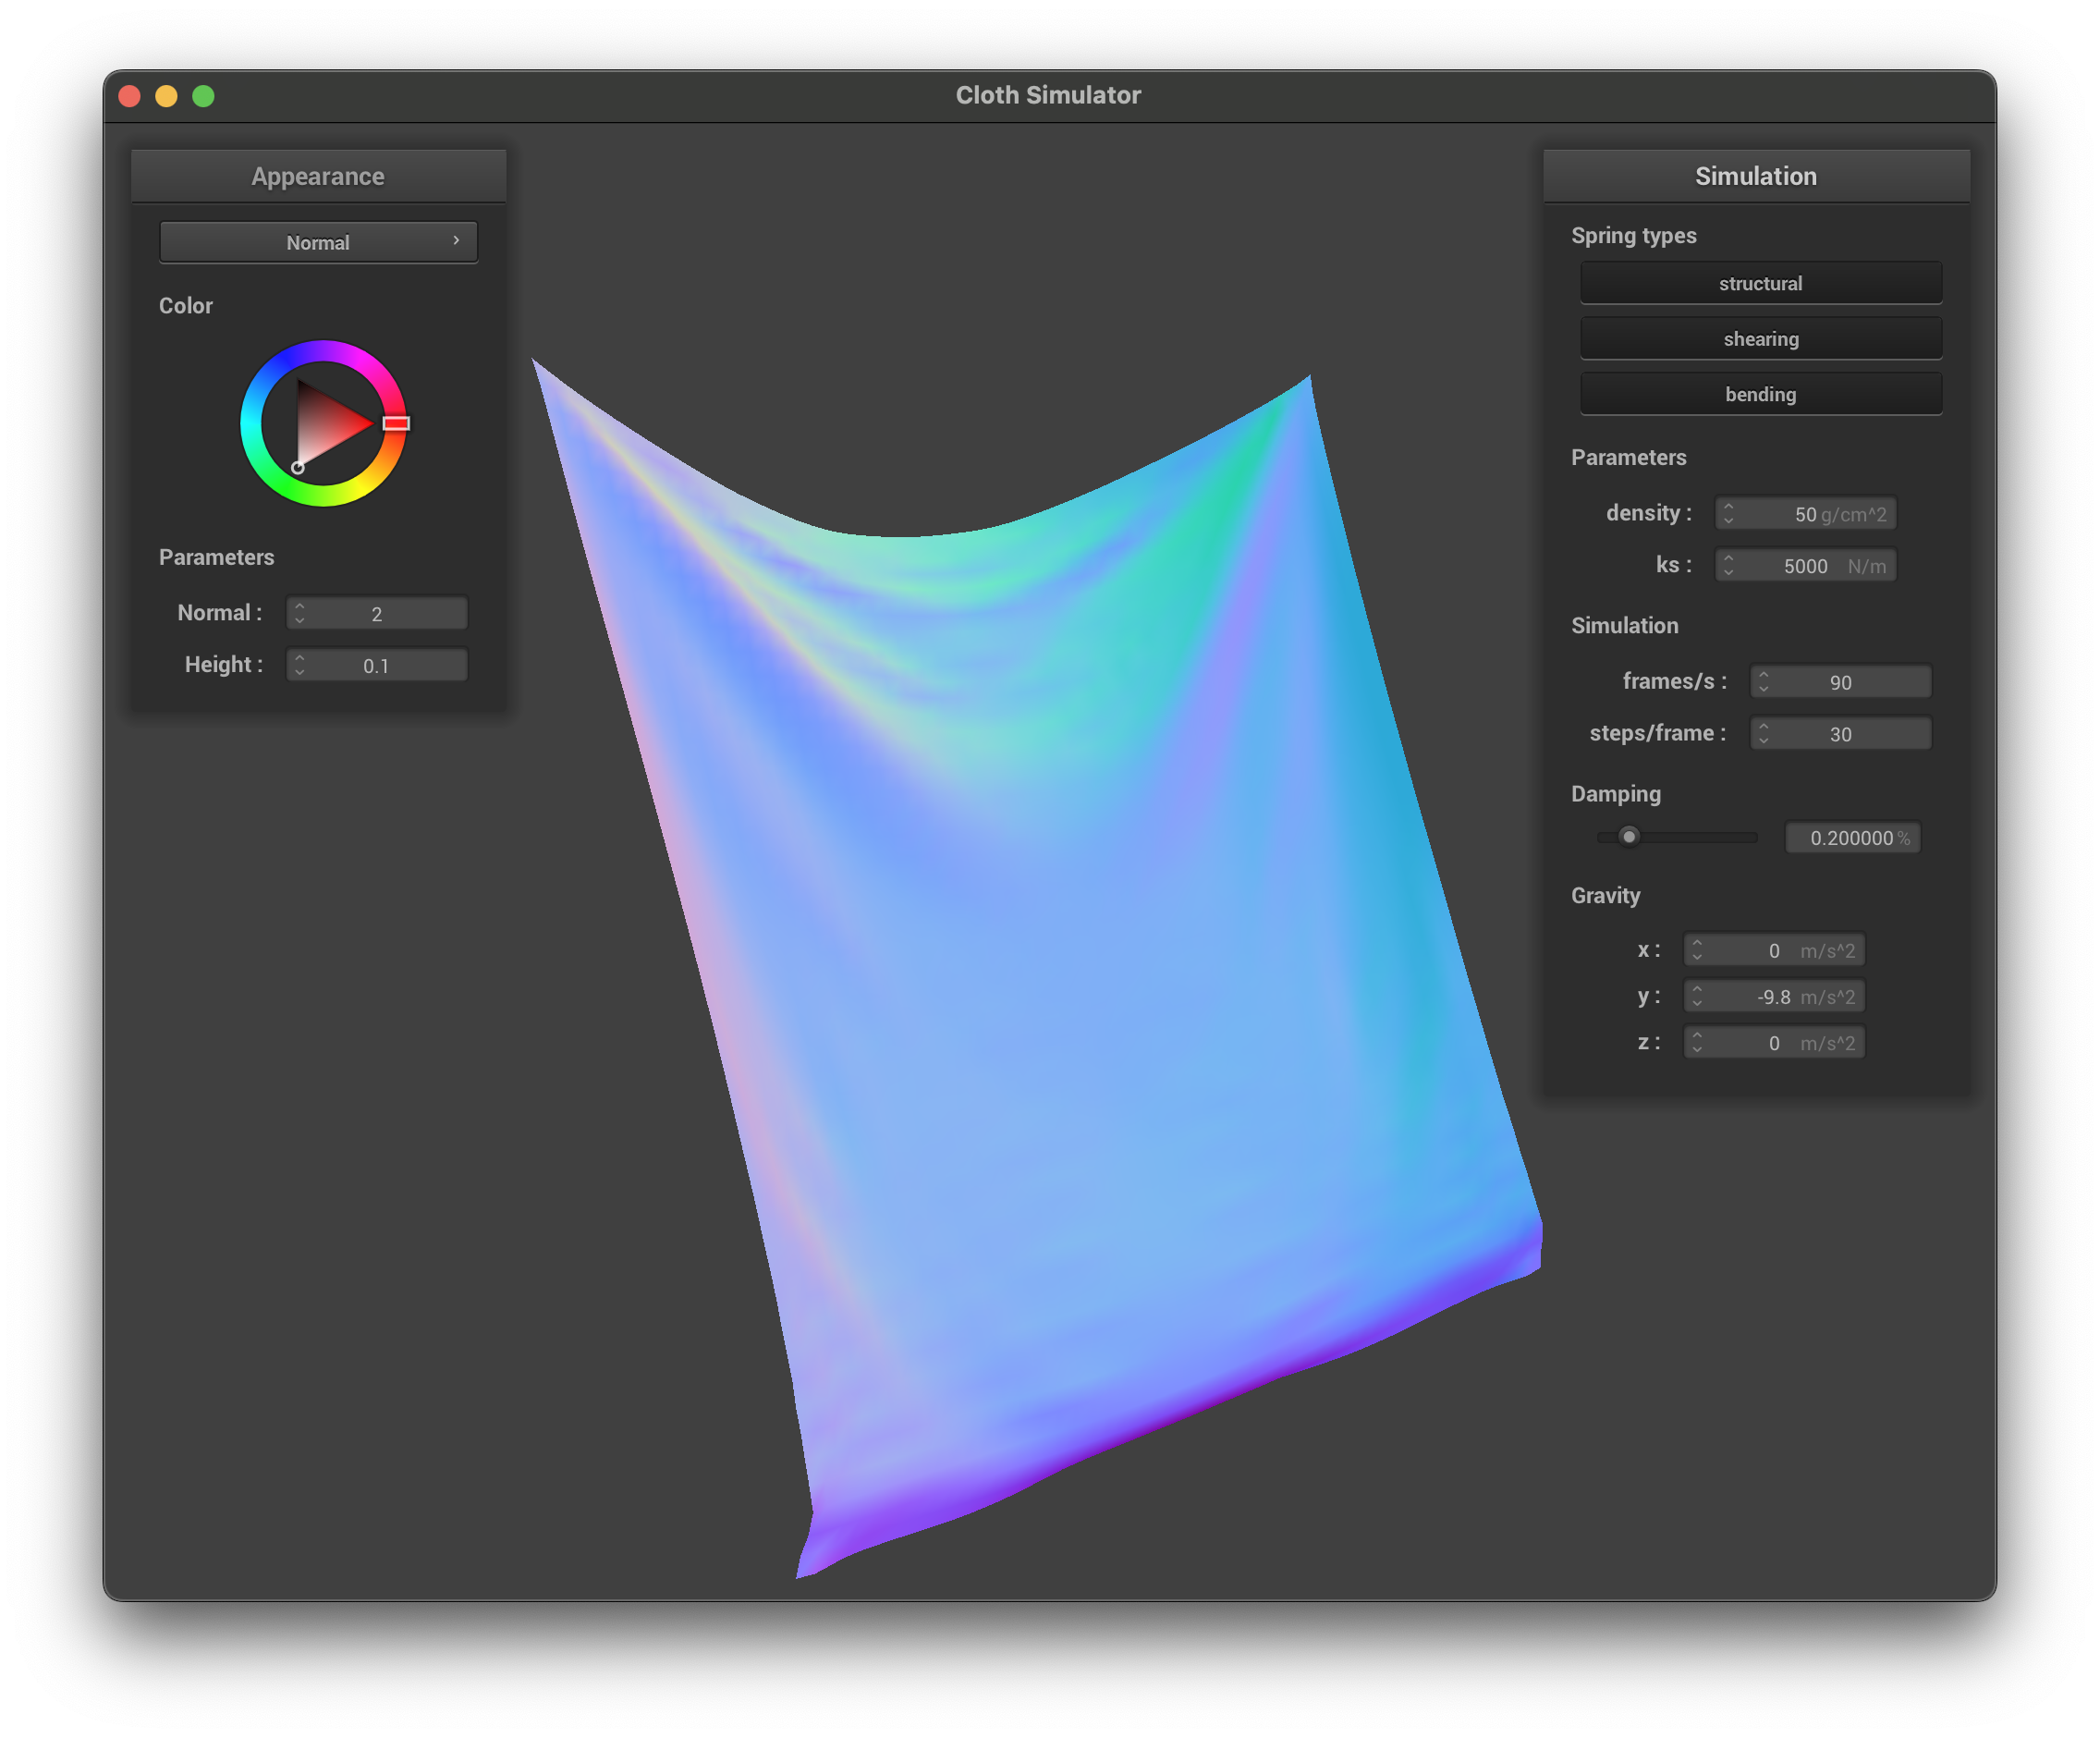 Cloth Simulator
Appearance
Normal
Color
Parameters
Normal : 2
Height : 0.1
Simulation
Spring types
structural
shearing
bending
Parameters
density : 50 g/cm^2
ks : 5000 N/m
Simulation
frames/s : 90
steps/frame : 30
Damping
0.200000 %
Gravity
x : 0 m/s^2
y : -9.8 m/s^2
z : 0 m/s^2